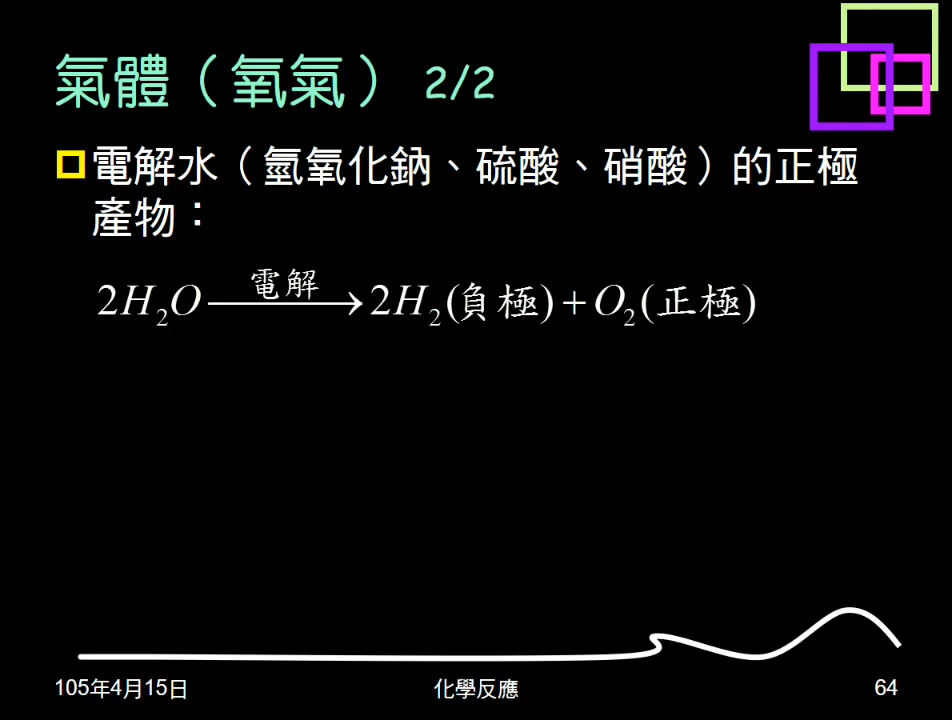 氣體（氧氣） 2/2
電解水（氫氧化鈉、硫酸、硝酸）的正極
產物：
2H₂O 電解→ 2H₂(負極)+O₂(正極)
105年4月15日 化學反應 64